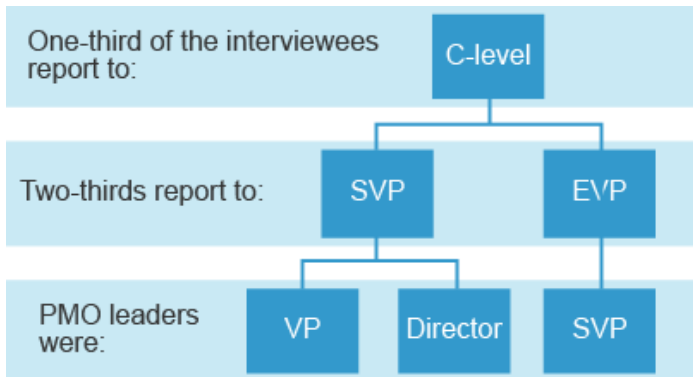 One-third of the interviewees
report to:
C-level
Two-thirds report to:
SVP
EVP
PMO leaders
were:
VP
Director
SVP